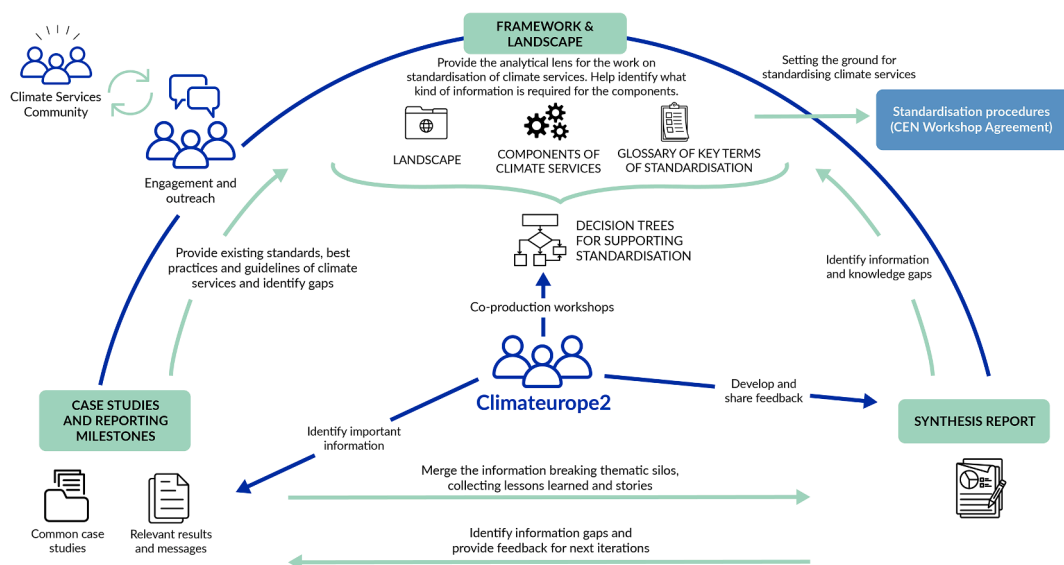 FRAMEWORK &
LANDSCAPE
Provide the analytical lens for the work on
standardisation of climate services. Help identify what
kind of information is required for the components.
Setting the ground for
standardising climate services
Climate Services
Community
Standardisation procedures
(CEN Workshop Agreement)
LANDSCAPE
COMPONENTS OF
CLIMATE SERVICES
GLOSSARY OF KEY TERMS
OF STANDARDISATION
Engagement and
outreach
DECISION TREES
FOR SUPPORTING
STANDARDISATION
Provide existing standards, best
practices and guidelines of climate
services and identify gaps
Identify information
and knowledge gaps
Co-production workshops
Climateurope2
Develop and
share feedback
CASE STUDIES
AND REPORTING
MILESTONES
SYNTHESIS REPORT
Identify important
information
Merge the information breaking thematic silos,
collecting lessons learned and stories
Common case
studies
Relevant results
and messages
Identify information gaps and
provide feedback for next iterations